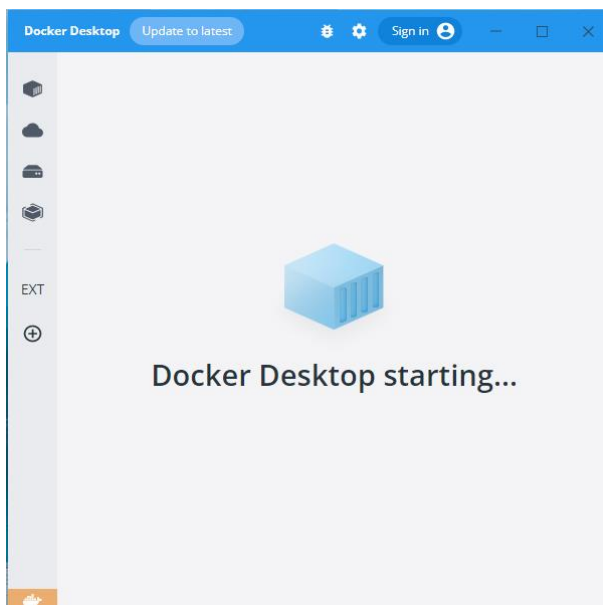 Docker Desktop
Update to latest
Sign in
EXT
Docker Desktop starting...